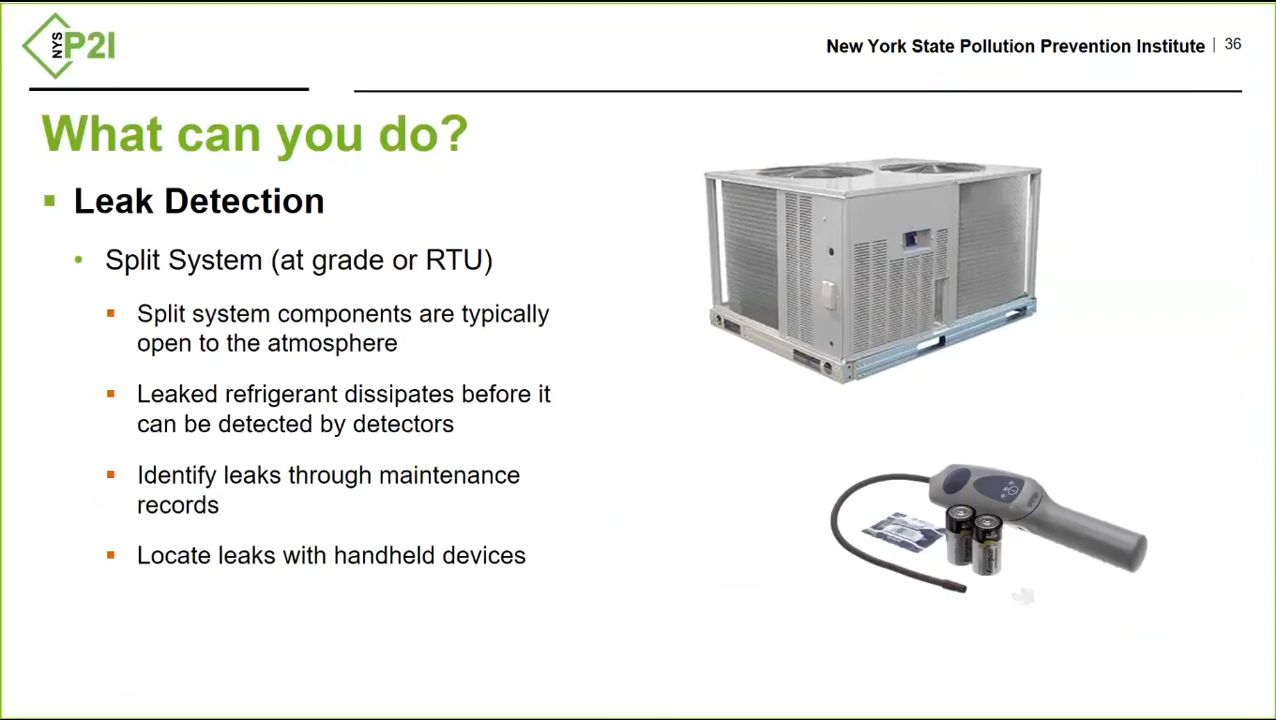 NYS P2I
New York State Pollution Prevention Institute | 36
What can you do?
Leak Detection
Split System (at grade or RTU)
Split system components are typically
open to the atmosphere
Leaked refrigerant dissipates before it
can be detected by detectors
Identify leaks through maintenance
records
Locate leaks with handheld devices